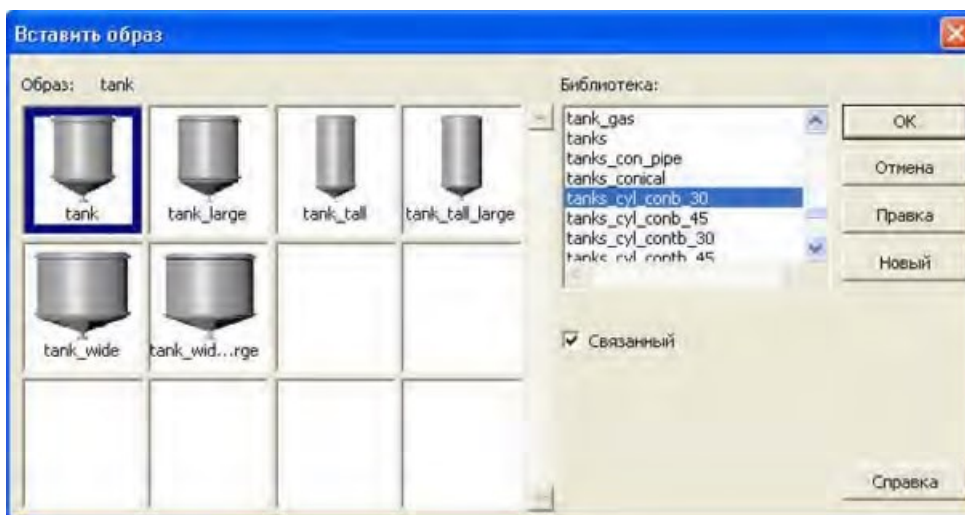 Вставить образ
Образ: tank
tank
tank_large
tank_tall
tank_tall_large
tank_wide
tank_wid...rge
Библиотека:
tank_gas
tanks
tanks_con_pipe
tanks_conical
tanks_cyl_conb_30
tanks_cyl_conb_45
tanks_cyl_contb_30
tanks_cyl_contb_45
Связанный
OK
Отмена
Правка
Новый
Справка